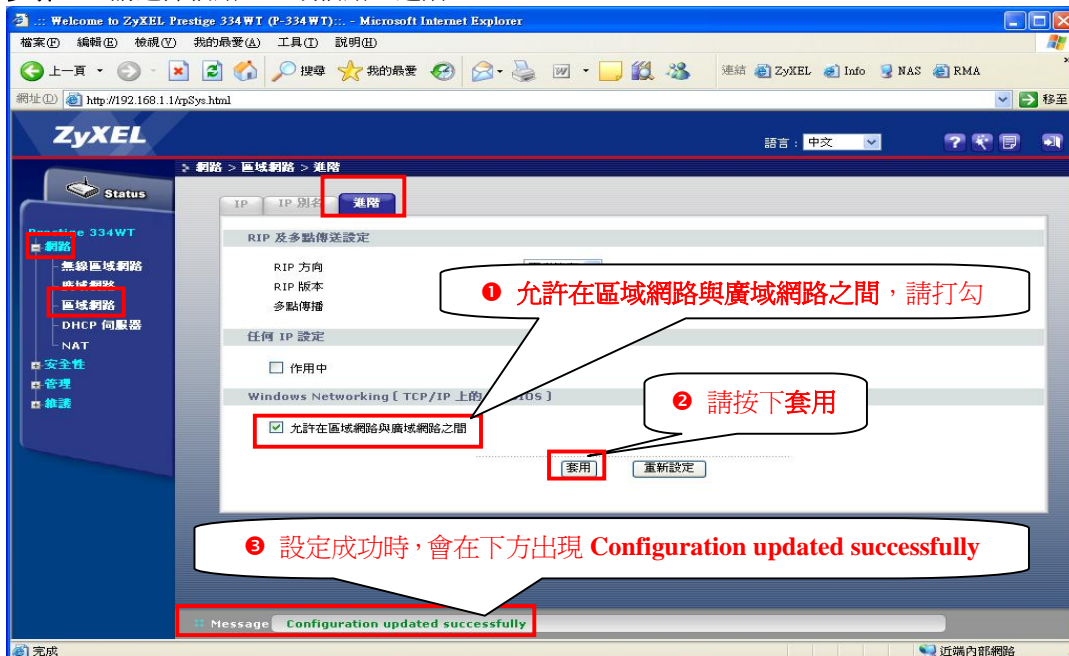 .:: Welcome to ZyXEL Prestige 334WT (P-334WT)::. - Microsoft Internet Explorer
檔案(F) 編輯(E) 檢視(V) 我的最愛(A) 工具(T) 說明(H)
上一頁 搜尋 我的最愛 連結 ZyXEL Info NAS RMA
網址(D) http://192.168.1.1/rpSys.html 移至
ZyXEL
語言 : 中文
> 網路 > 區域網路 > 進階
Status
IP IP 別名 進階
Prestige 334WT
網路
無線區域網路
廣域網路
區域網路
DHCP 伺服器
NAT
安全性
管理
維護
RIP 及多點傳送設定
RIP 方向
RIP 版本
多點傳播
❶ 允許在區域網路與廣域網路之間，請打勾
任何 IP 設定
作用中
Windows Networking ( TCP/IP 上的
允許在區域網路與廣域網路之間
❷ 請按下套用
套用 重新設定
❸ 設定成功時，會在下方出現 Configuration updated successfully
Message Configuration updated successfully
完成 近端內部網路